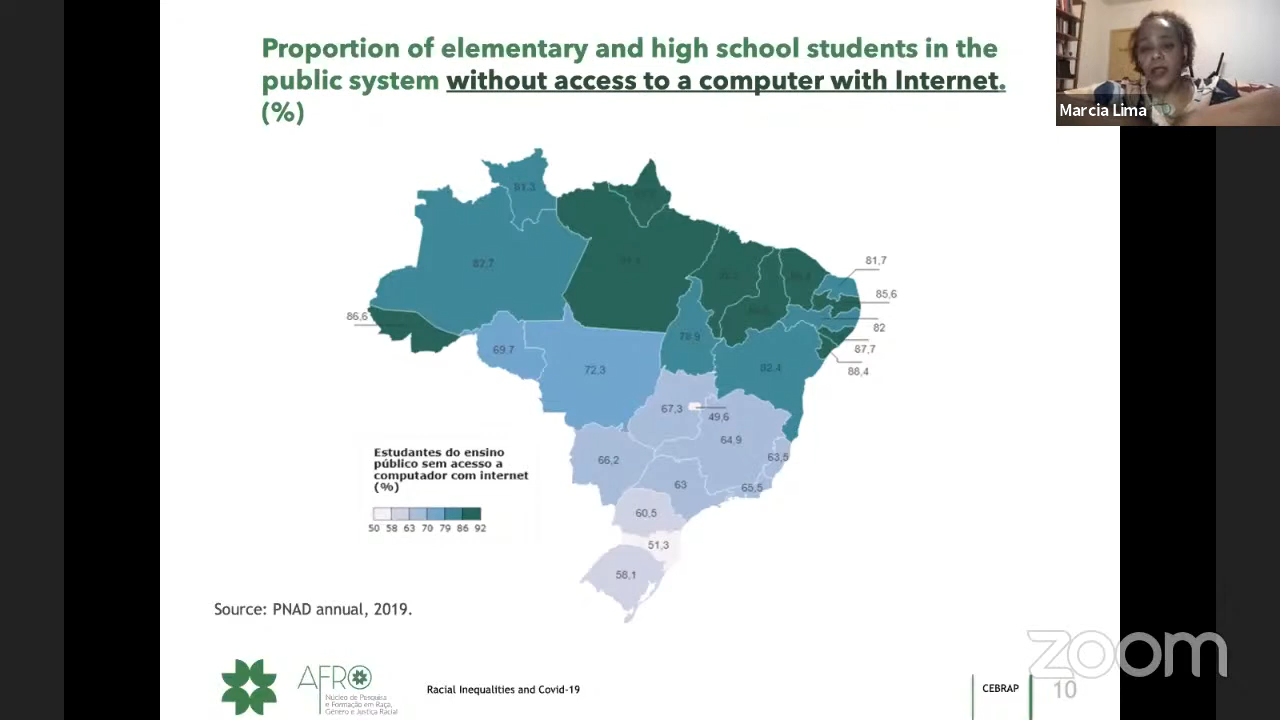 Proportion of elementary and high school students in the
public system without access to a computer with Internet.
(%)
Marcia Lima
81,3
81,7
85,6
82
87,7
88,4
86,6
78,9
69,7
72,3
82,4
67,3
49,6
64,9
63,5
66,2
65,5
63
60,5
51,3
58,1
Estudantes do ensino
público sem acesso a
computador com internet
(%)
50 58 63 70 79 86 92
Source: PNAD annual, 2019.
AFRO
Núcleo de Pesquisa
e Formação em Raça,
Gênero e Justiça Racial
Racial Inequalities and Covid-19
CEBRAP
10
zoom